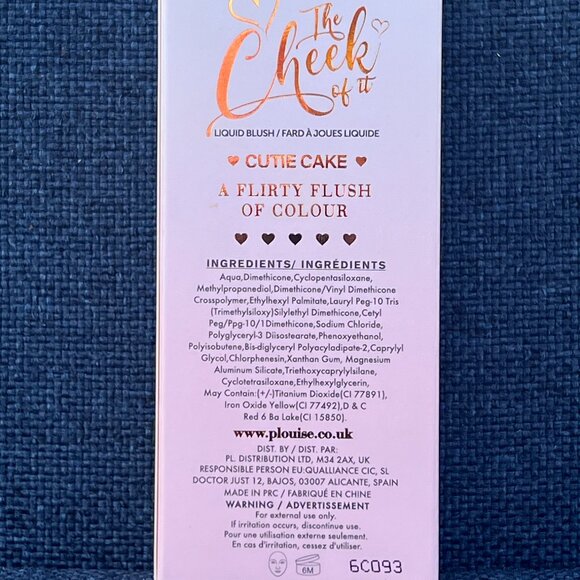 The
Cheek
of it
LIQUID BLUSH / FARD À JOUES LIQUIDE
CUTIE CAKE
A FLIRTY FLUSH
OF COLOUR
INGREDIENTS/ INGRÉDIENTS
Aqua,Dimethicone,Cyclopentasiloxane,
Methylpropanediol,Dimethicone/Vinyl Dimethicone
Crosspolymer,Ethylhexyl Palmitate,Lauryl Peg-10 Tris
(Trimethylsiloxy)Silylethyl Dimethicone,Cetyl
Peg/Ppg-10/1Dimethicone,Sodium Chloride,
Polyglyceryl-3 Diisostearate,Phenoxyethanol,
Polyisobutene,Bis-diglyceryl Polyacyladipate-2,Caprylyl
Glycol,Chlorphenesin,Xanthan Gum, Magnesium
Aluminum Silicate,Triethoxycaprylylsilane,
Cyclotetrasiloxane,Ethylhexylglycerin,
May Contain:(+/-)Titanium Dioxide(CI 77891),
Iron Oxide Yellow(CI 77492),D & C
Red 6 Ba Lake(CI 15850).
www.plouise.co.uk
DIST. BY / DIST. PAR:
PL. DISTRIBUTION LTD, M34 2AX, UK
RESPONSIBLE PERSON EU:QUALLIANCE CIC, SL
DOCTOR JUST 12, BAJOS, 03007 ALICANTE, SPAIN
MADE IN PRC / FABRIQUÉ EN CHINE
WARNING / ADVERTISSEMENT
For external use only.
If irritation occurs, discontinue use.
Pour une utilisation externe seulement.
En cas d'irritation, cessez d'utiliser.
6M
6C093